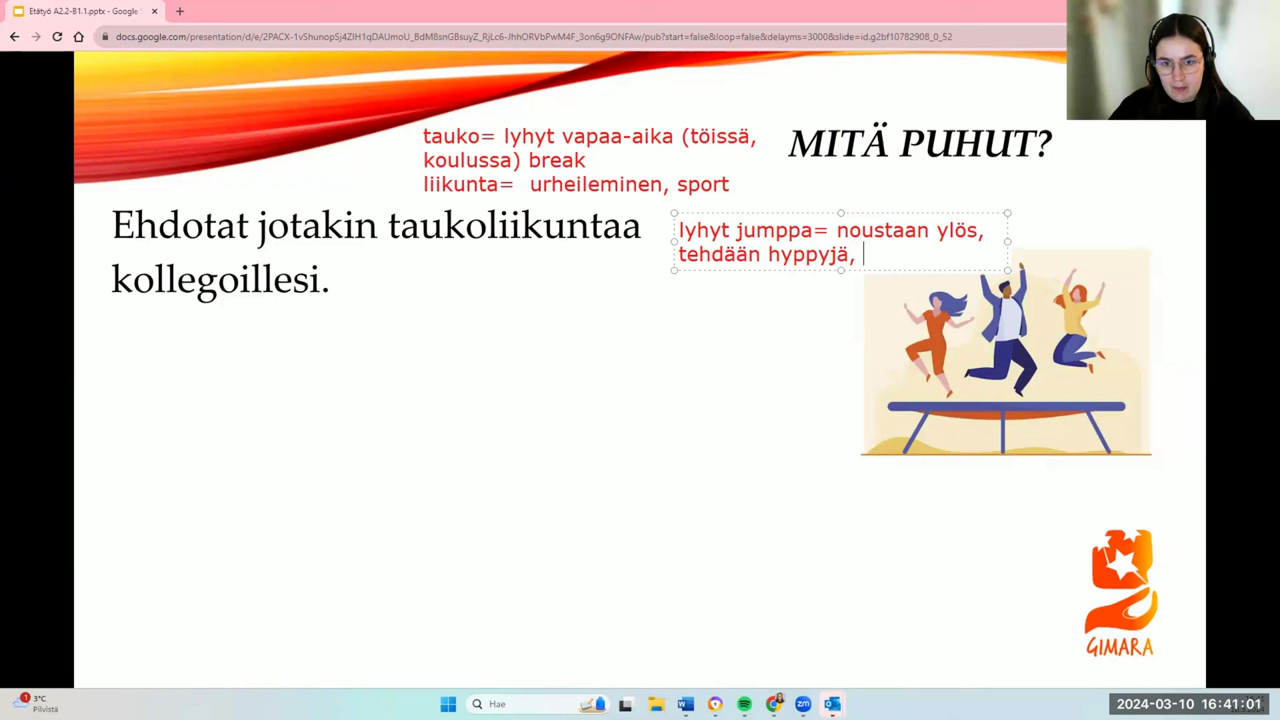 Etätyö A2.2-B1.1.pptx - Google
docs.google.com/presentation/d/e/2PACX-1vShunopSj4ZIH1qDAUmoU_BdM8snGBsuyZ_RjLc6-JhhORVbPwM4F_3on6g9ONFAw/pub?start=false&loop=false&delayms=3000&slide=id.g2bf10782908_0_52
tauko= lyhyt vapaa-aika (töissä,
koulussa) break
liikunta= urheileminen, sport
MITÄ PUHUT?
Ehdotat jotakin taukoliikuntaa
kollegoillesi.
lyhyt jumppa= noustaan ylös,
tehdään hyppyjä,
GIMARA
1
3°C
Pilvistä
Hae
zm
2024-03-10 16:41:01